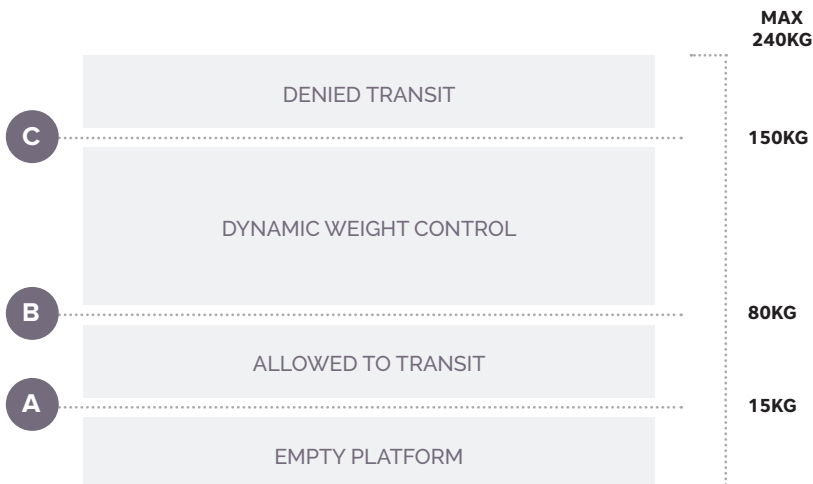 MAX
240KG
DENIED TRANSIT
C
150KG
DYNAMIC WEIGHT CONTROL
B
80KG
ALLOWED TO TRANSIT
A
15KG
EMPTY PLATFORM